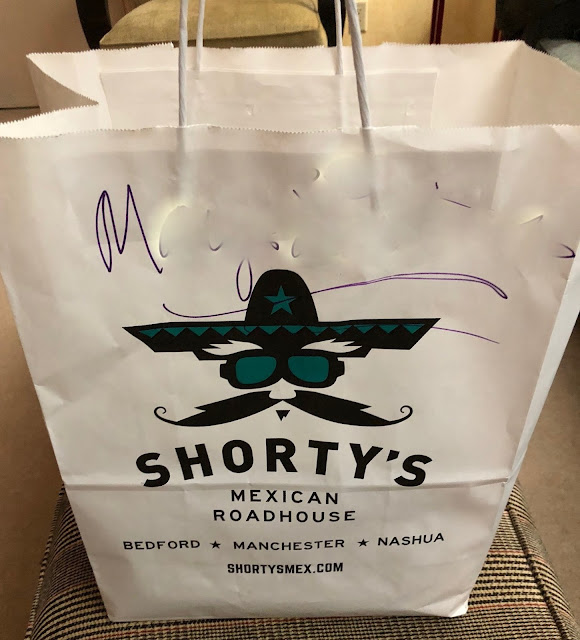 SHORTY'S
MEXICAN
ROADHOUSE
BEDFORD ★ MANCHESTER ★ NASHUA
SHORTYSMEX.COM